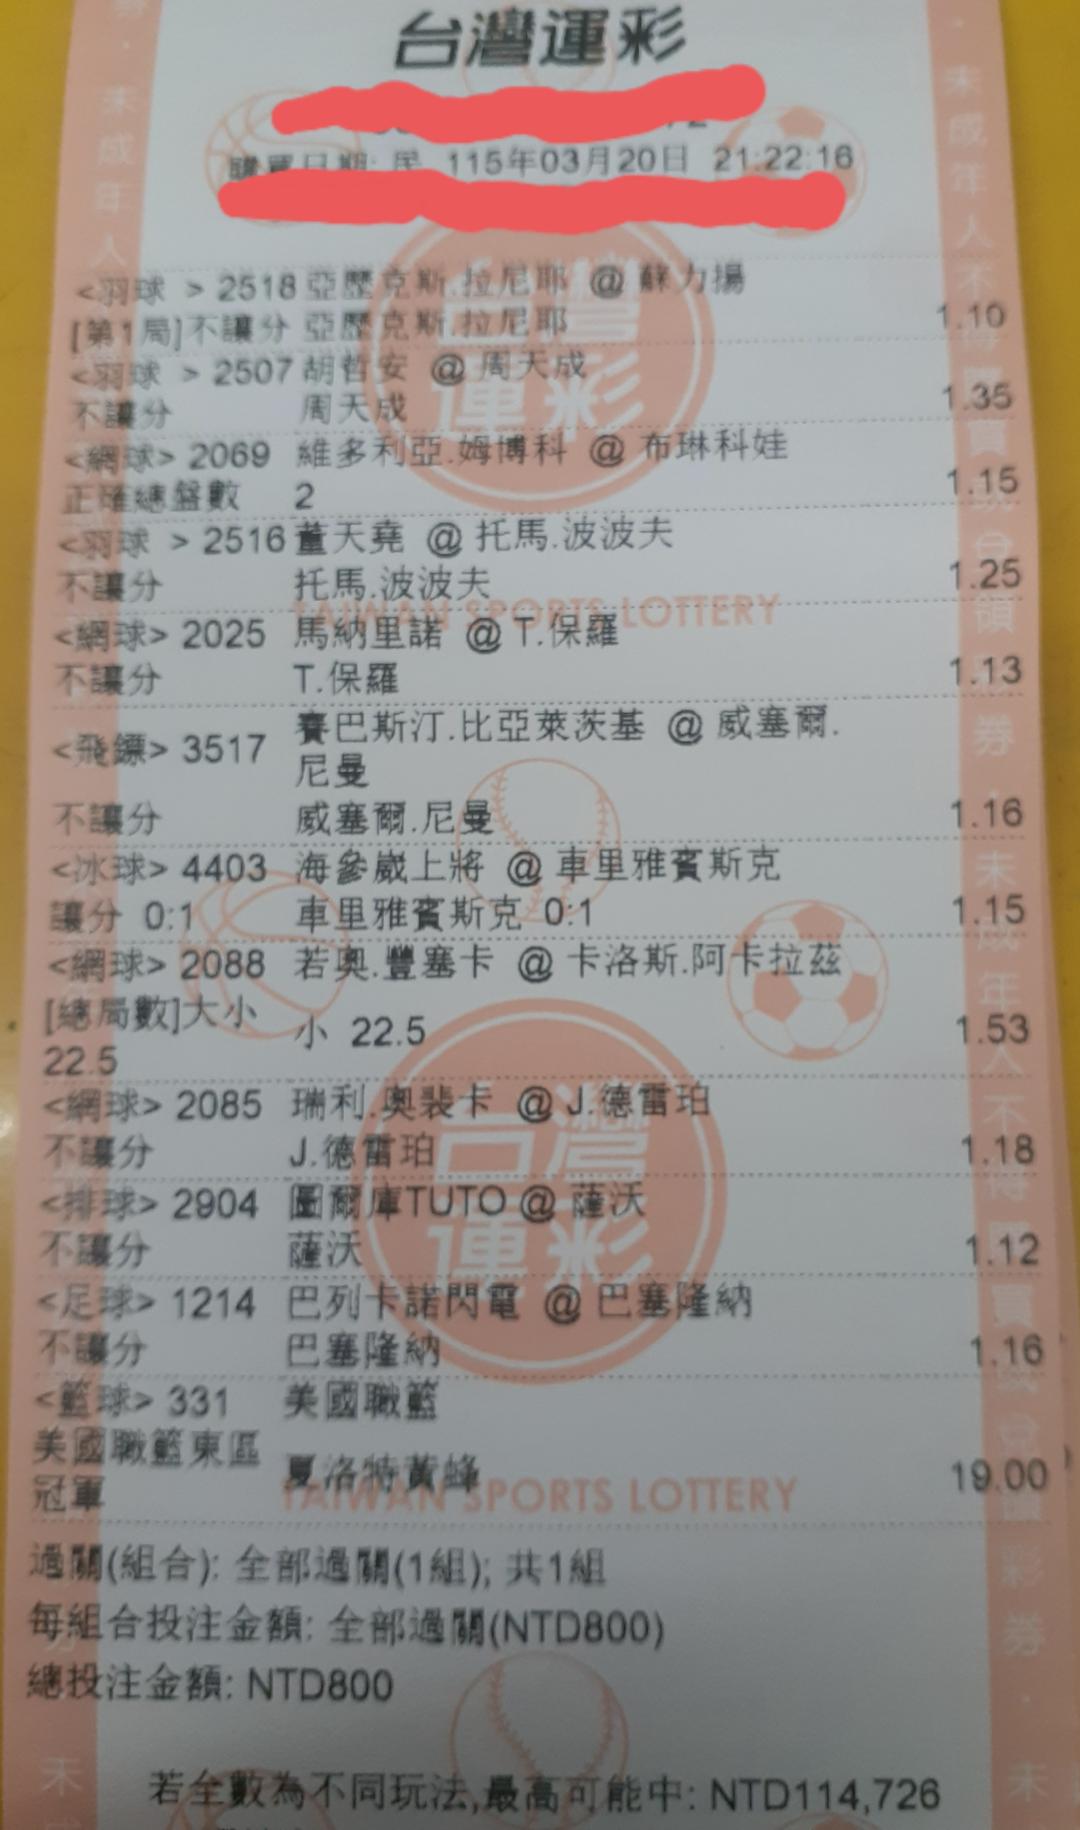 台灣運彩
購買日期: 民 115年03月20日 21:22:16
<羽球 > 2518 亞歷克斯.拉尼耶 @ 蘇力揚
[第1局]不讓分 亞歷克斯.拉尼耶 1.10
<羽球 > 2507 胡哲安 @ 周天成
不讓分 周天成 1.35
<網球> 2069 維多利亞.姆博科 @ 布琳科娃
正確總盤數 2 1.15
<羽球 > 2516 董天堯 @ 托馬.波波夫
不讓分 托馬.波波夫 1.25
<網球> 2025 馬納里諾 @ T.保羅
不讓分 T.保羅 1.13
<飛鏢> 3517 賽巴斯汀.比亞萊茨基 @ 威塞爾.
尼曼
不讓分 威塞爾.尼曼 1.16
<冰球> 4403 海參崴上將 @ 車里雅賓斯克
讓分 0:1 車里雅賓斯克 0:1 1.15
<網球> 2088 若奧.豐塞卡 @ 卡洛斯.阿卡拉茲
[總局數]大小
22.5 小 22.5 1.53
<網球> 2085 瑞利.奧裴卡 @ J.德雷珀
不讓分 J.德雷珀 1.18
<排球> 2904 圖爾庫TUTO @ 薩沃
不讓分 薩沃 1.12
<足球> 1214 巴列卡諾閃電 @ 巴塞隆納
不讓分 巴塞隆納 1.16
<籃球> 331 美國職籃
美國職籃東區
冠軍 夏洛特黃蜂 19.00
過關(組合): 全部過關(1組); 共1組
每組合投注金額: 全部過關(NTD800)
總投注金額: NTD800
若全數為不同玩法,最高可能中: NTD114,726
台灣運彩
TAIWAN SPORTS LOTTERY
台灣運彩
TAIWAN SPORTS LOTTERY